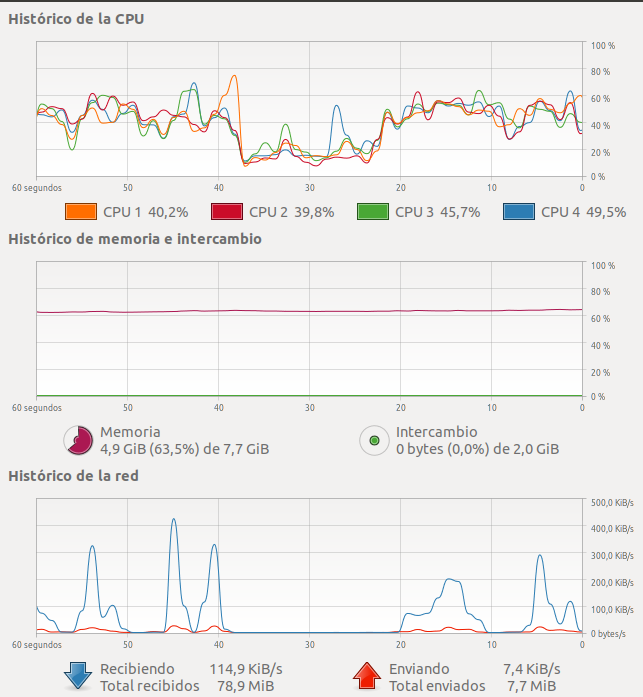 Histórico de la CPU
100 %
80 %
60 %
40 %
20 %
0 %
60 segundos 50 40 30 20 10 0
CPU 1 40,2% CPU 2 39,8% CPU 3 45,7% CPU 4 49,5%
Histórico de memoria e intercambio
100 %
80 %
60 %
40 %
20 %
0 %
60 segundos 50 40 30 20 10 0
Memoria Intercambio
4,9 GiB (63,5%) de 7,7 GiB 0 bytes (0,0%) de 2,0 GiB
Histórico de la red
500,0 KiB/s
400,0 KiB/s
300,0 KiB/s
200,0 KiB/s
100,0 KiB/s
0 bytes/s
60 segundos 50 40 30 20 10 0
Recibiendo 114,9 KiB/s Enviando 7,4 KiB/s
Total recibidos 78,9 MiB Total enviados 7,7 MiB